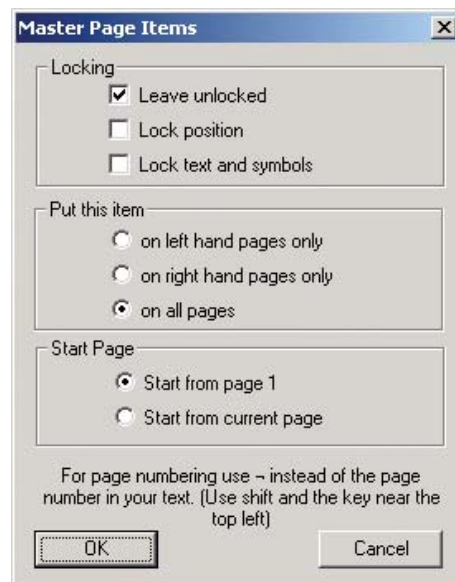 Master Page Items
Locking
Leave unlocked
Lock position
Lock text and symbols
Put this item
on left hand pages only
on right hand pages only
on all pages
Start Page
Start from page 1
Start from current page
For page numbering use ¬ instead of the page
number in your text. (Use shift and the key near the
top left)
OK Cancel